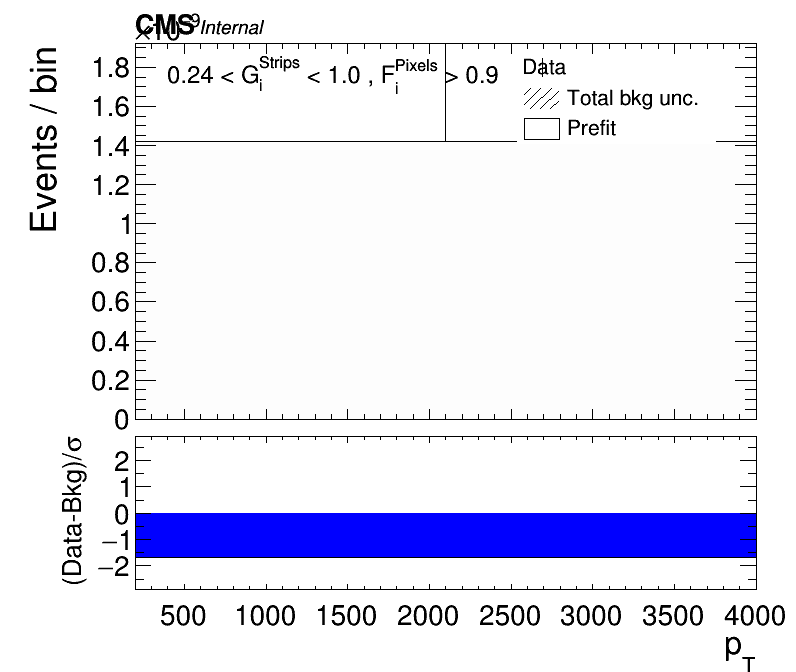 CMS Internal
×10⁻⁹
Events / bin
0.24 < G_i^Strips < 1.0 , F_i^Pixels > 0.9
Data
Total bkg unc.
Prefit
1.8
1.6
1.4
1.2
1
0.8
0.6
0.4
0.2
0
(Data-Bkg)/σ
2
1
0
−1
−2
500 1000 1500 2000 2500 3000 3500 4000
p_T